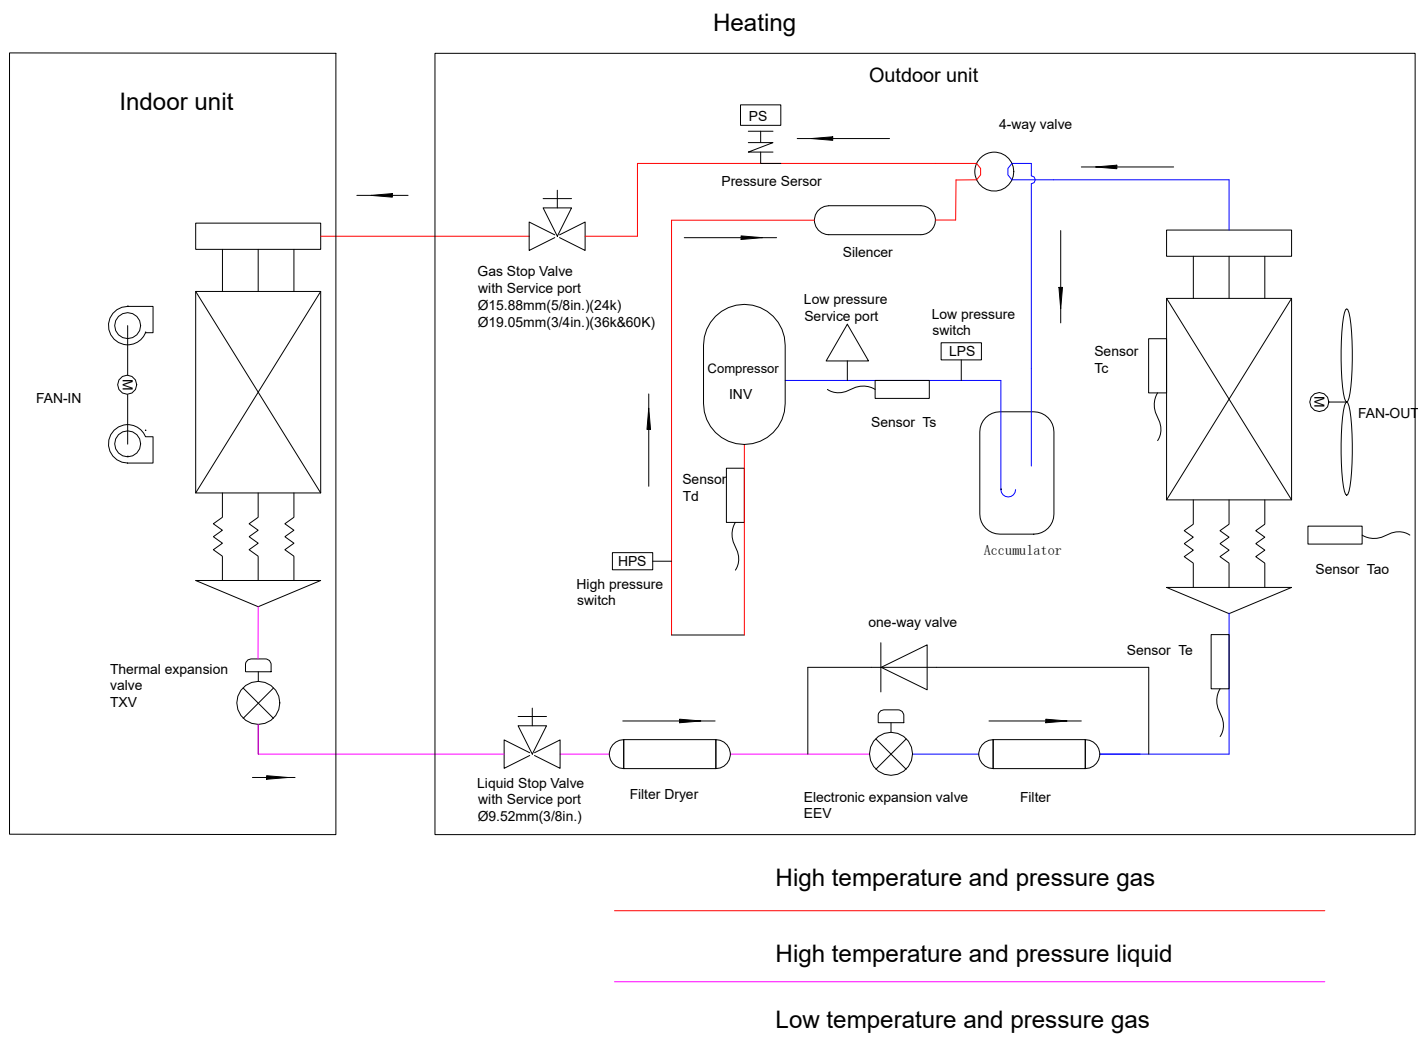 Heating
Indoor unit
Outdoor unit
PS
4-way valve
Pressure Sersor
Silencer
Gas Stop Valve
with Service port
Ø15.88mm(5/8in.)(24k)
Ø19.05mm(3/4in.)(36k&60K)
Low pressure
Service port
Low pressure
switch
LPS
Sensor
Tc
Compressor
INV
M
FAN-IN
M
FAN-OUT
Sensor Ts
Sensor
Td
Accumulator
HPS
High pressure
switch
Sensor Tao
one-way valve
Sensor Te
Thermal expansion
valve
TXV
Liquid Stop Valve
with Service port
Ø9.52mm(3/8in.)
Filter Dryer
Electronic expansion valve
EEV
Filter
High temperature and pressure gas
High temperature and pressure liquid
Low temperature and pressure gas